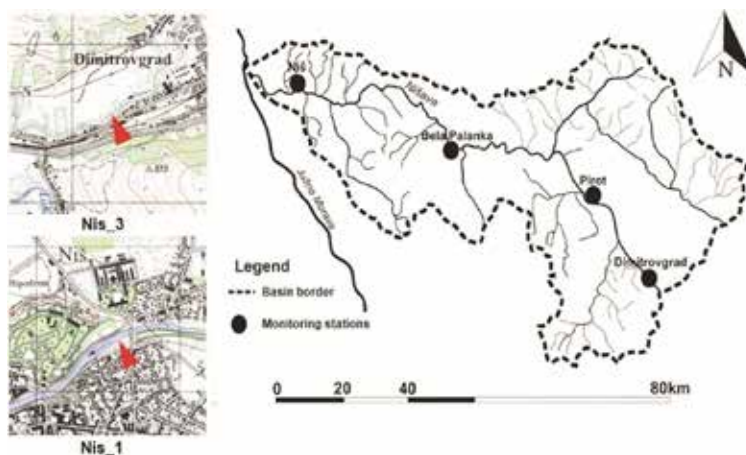 Dimitrovgrad
Nis_3
Nis
Nis_1
Niš
Nišava
Bela Palanka
Južna Morava
Pirot
Dimitrovgrad
N
Legend
Basin border
Monitoring stations
0 20 40 80km